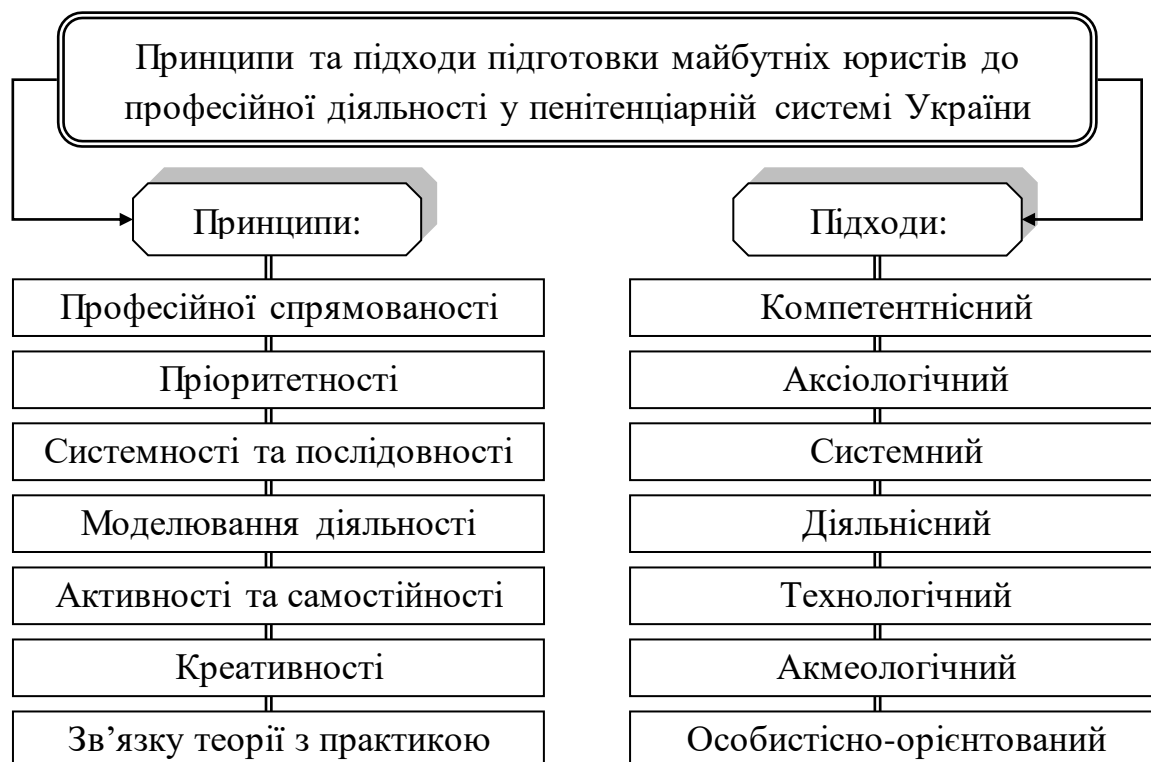 Принципи та підходи підготовки майбутніх юристів до
професійної діяльності у пенітенціарній системі України
Принципи:
Професійної спрямованості
Пріоритетності
Системності та послідовності
Моделювання діяльності
Активності та самостійності
Креативності
Зв’язку теорії з практикою
Підходи:
Компетентнісний
Аксіологічний
Системний
Діяльнісний
Технологічний
Акмеологічний
Особистісно-орієнтований